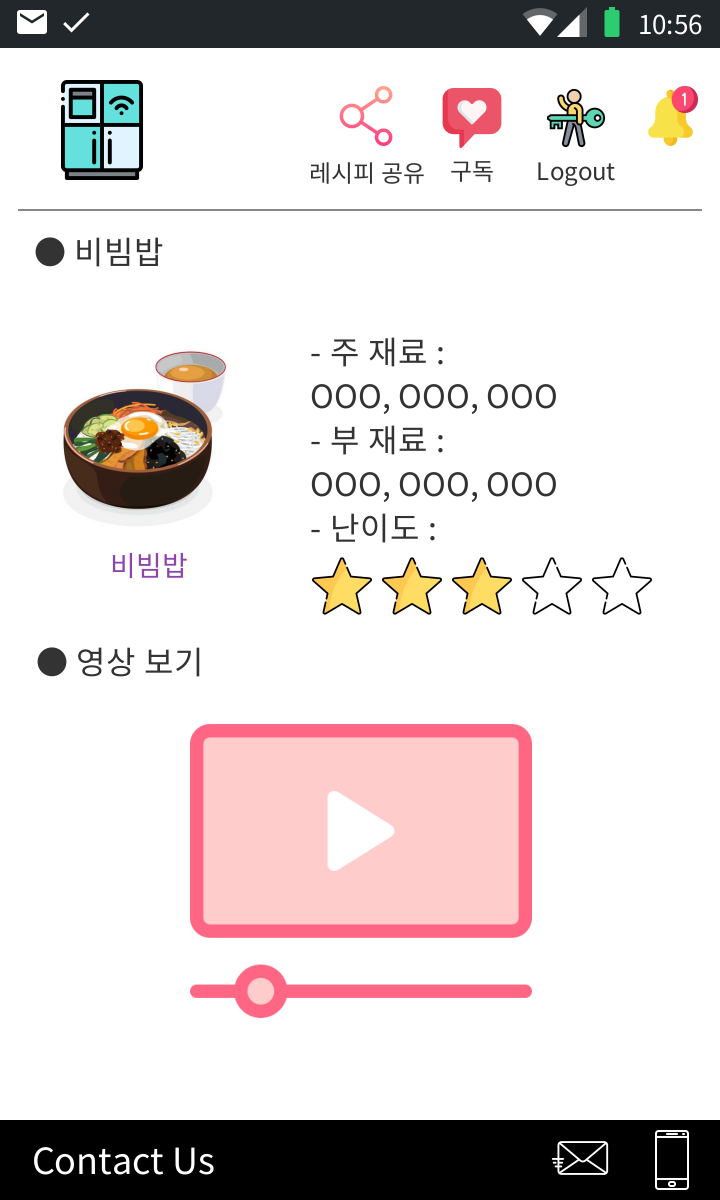 10:56
1
레시피 공유
구독
Logout
● 비빔밥
- 주 재료 :
OOO, OOO, OOO
- 부 재료 :
OOO, OOO, OOO
- 난이도 :
비빔밥
● 영상 보기
Contact Us